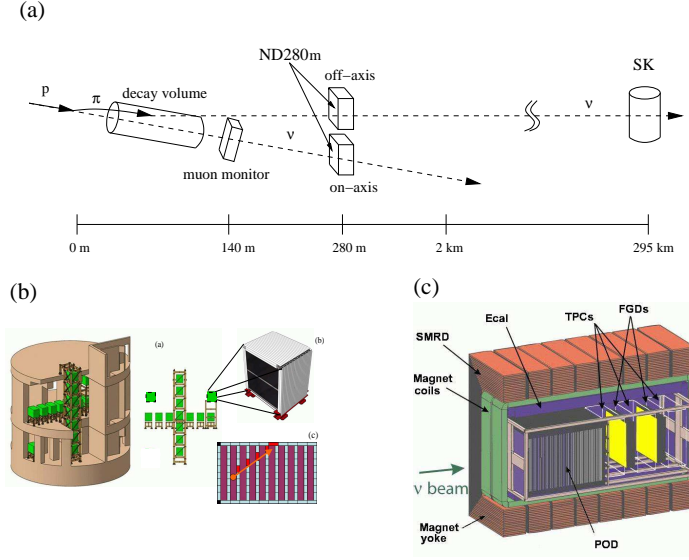 (a)
ND280m
off−axis
SK
p
π
decay volume
ν
ν
muon monitor
on−axis
0 m
140 m
280 m
2 km
295 km
(b)
(a)
(b)
(c)
(c)
SMRD
Ecal
TPCs
FGDs
Magnet
coils
ν beam
Magnet
yoke
POD